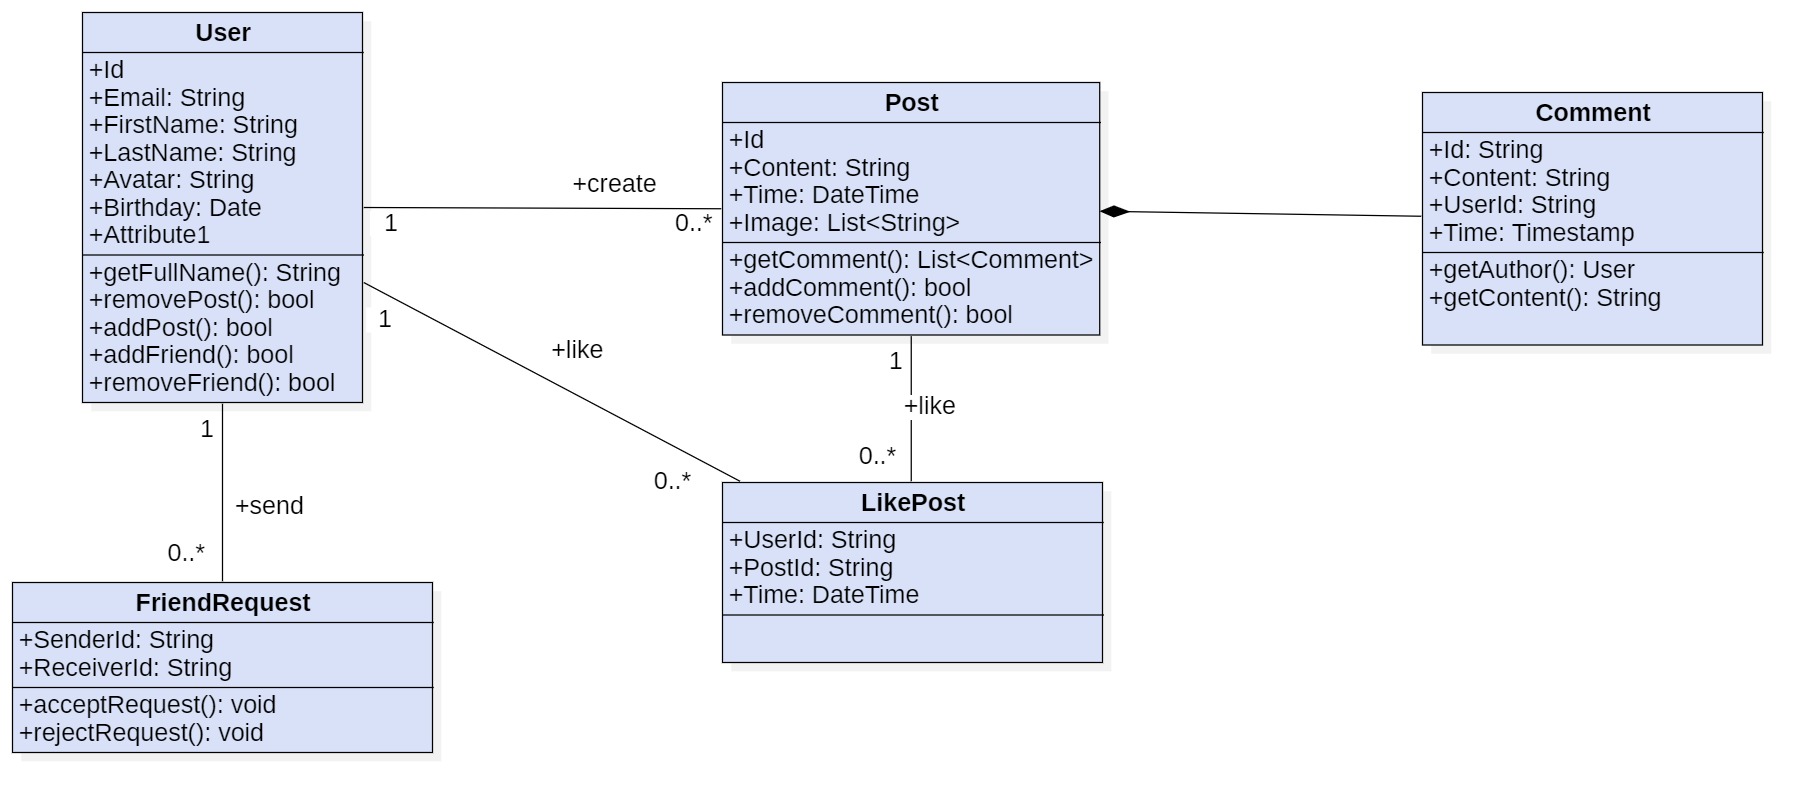 User
+Id
+Email: String
+FirstName: String
+LastName: String
+Avatar: String
+Birthday: Date
+Attribute1
+getFullName(): String
+removePost(): bool
+addPost(): bool
+addFriend(): bool
+removeFriend(): bool
+create
1
0..*
Post
+Id
+Content: String
+Time: DateTime
+Image: List<String>
+getComment(): List<Comment>
+addComment(): bool
+removeComment(): bool
Comment
+Id: String
+Content: String
+UserId: String
+Time: Timestamp
+getAuthor(): User
+getContent(): String
1
+like
0..*
1
+like
0..*
1
+send
0..*
LikePost
+UserId: String
+PostId: String
+Time: DateTime
FriendRequest
+SenderId: String
+ReceiverId: String
+acceptRequest(): void
+rejectRequest(): void